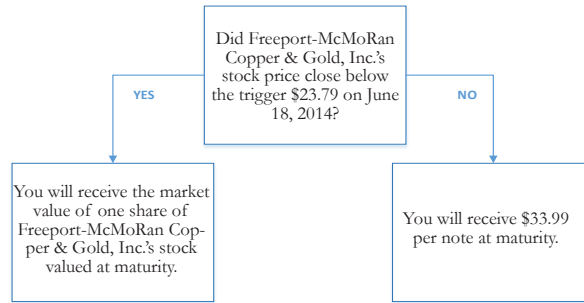 Did Freeport-McMoRan
Copper & Gold, Inc.'s
stock price close below
the trigger $23.79 on June
18, 2014?
YES
NO
You will receive the market
value of one share of
Freeport-McMoRan Cop-
per & Gold, Inc.'s stock
valued at maturity.
You will receive $33.99
per note at maturity.